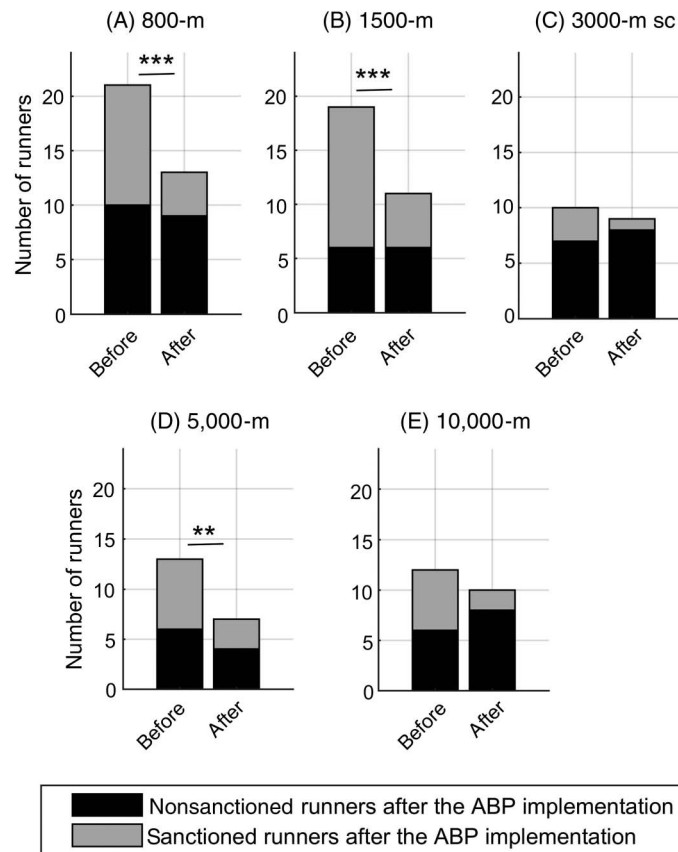 (A) 800-m
Number of runners
20
15
10
5
0
***
Before
After
(B) 1500-m
20
15
10
5
0
***
Before
After
(C) 3000-m sc
20
15
10
5
0
Before
After
(D) 5,000-m
Number of runners
20
15
10
5
0
**
Before
After
(E) 10,000-m
20
15
10
5
0
Before
After
Nonsanctioned runners after the ABP implementation
Sanctioned runners after the ABP implementation